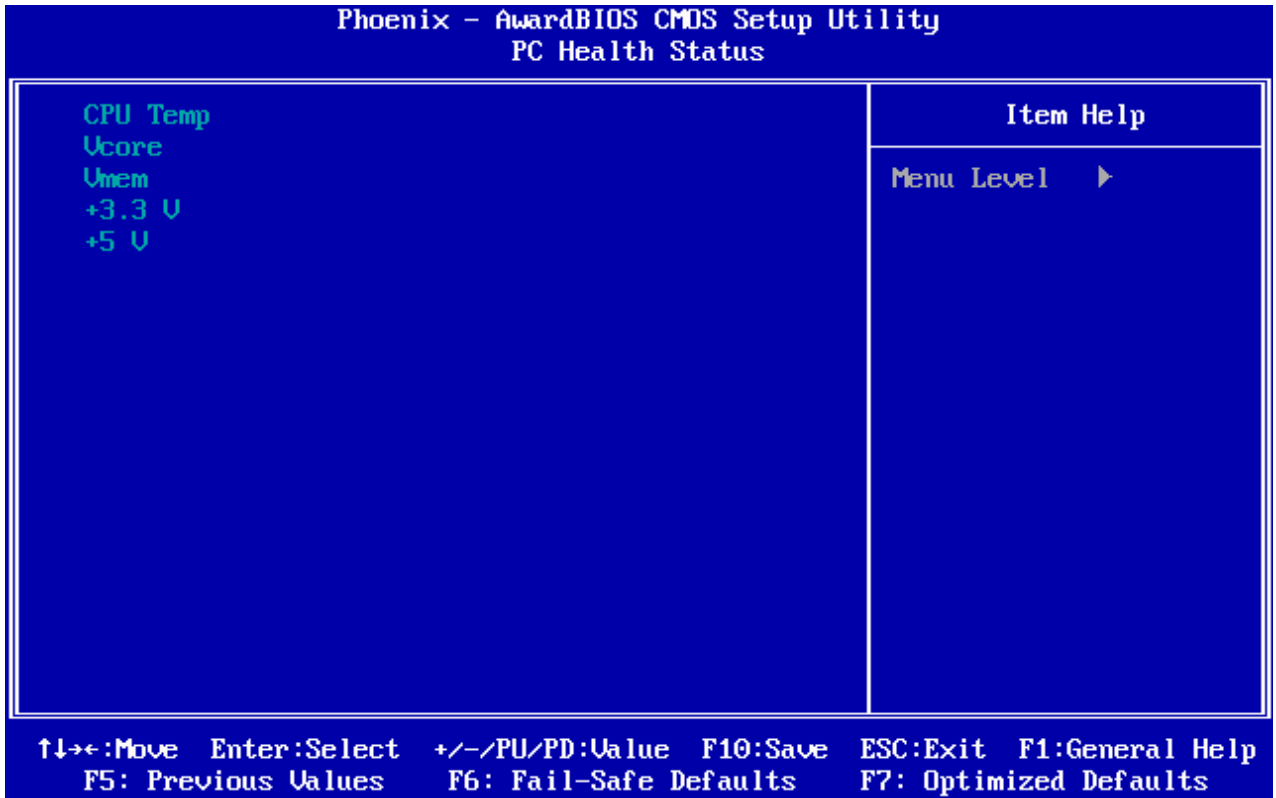 Phoenix - AwardBIOS CMOS Setup Utility
PC Health Status
CPU Temp
Vcore
Vmem
+3.3 V
+5 V
Item Help
Menu Level ▶
↑↓→←:Move Enter:Select +/-/PU/PD:Value F10:Save ESC:Exit F1:General Help
F5: Previous Values F6: Fail-Safe Defaults F7: Optimized Defaults